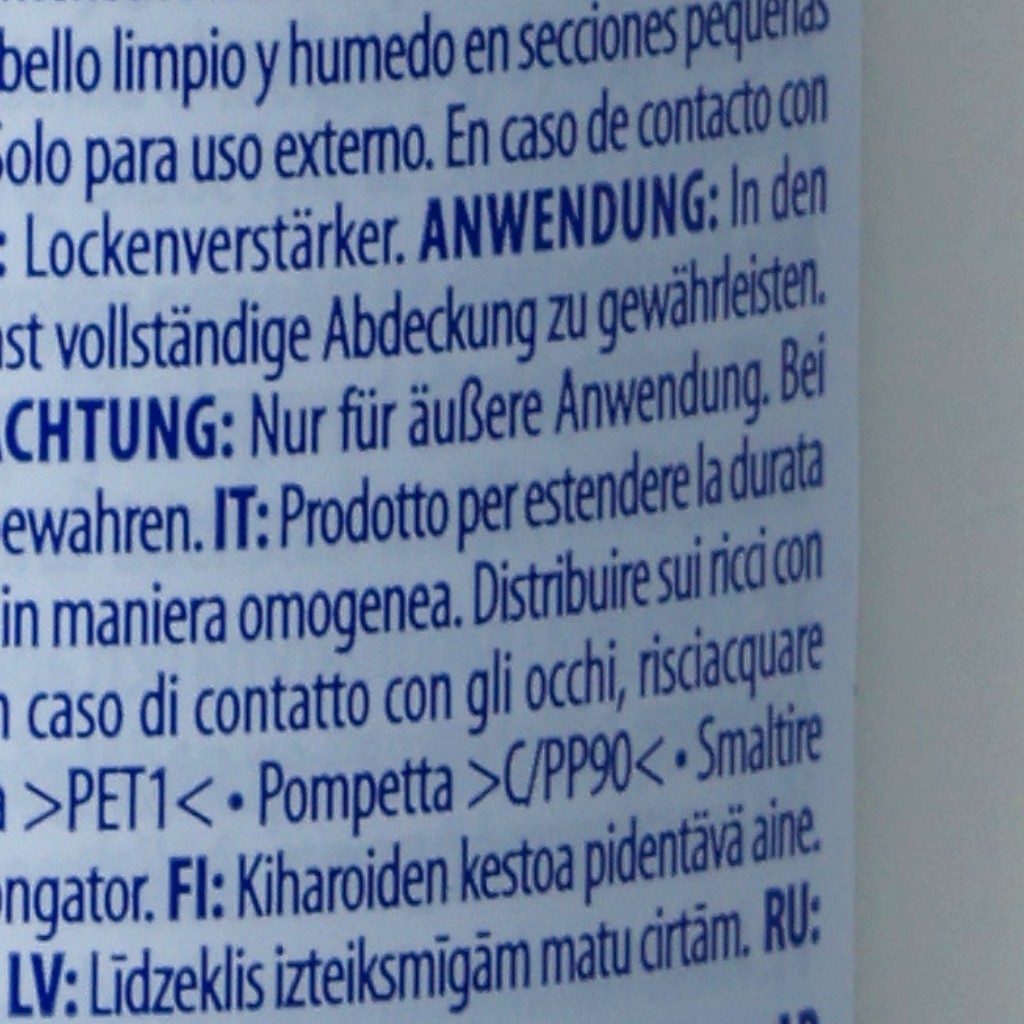 bello limpio y humedo en secciones pequeñas
Solo para uso externo. En caso de contacto con
: Lockenverstärker. ANWENDUNG: In den
ast vollständige Abdeckung zu gewährleisten.
ACHTUNG: Nur für äußere Anwendung. Bei
ewahren. IT: Prodotto per estendere la durata
in maniera omogenea. Distribuire sui ricci con
n caso di contatto con gli occhi, risciacquare
a >PET1< • Pompetta >C/PP90< • Smaltire
ongator. FI: Kiharoiden kestoa pidentävä aine.
LV: Līdzeklis izteiksmīgām matu cirtām. RU: